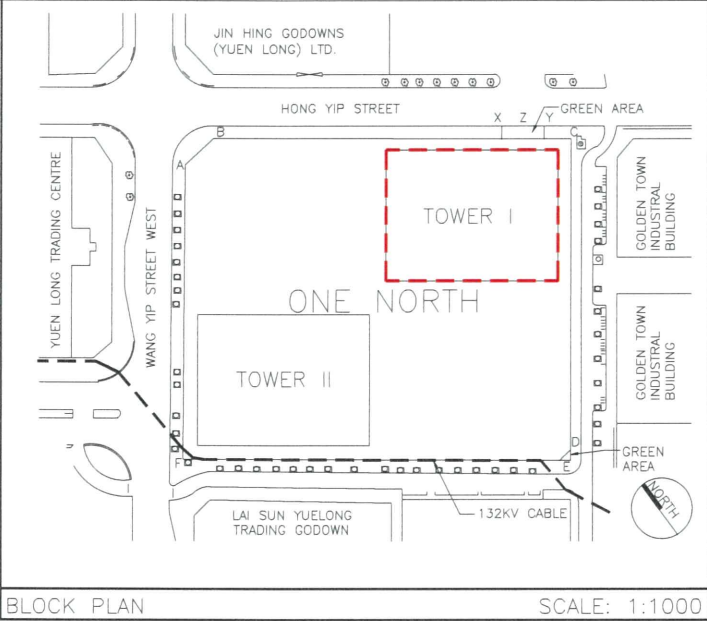 JIN HING GODOWNS
(YUEN LONG) LTD.
HONG YIP STREET
X Z Y
GREEN AREA
B
C
A
YUEN LONG TRADING CENTRE
WANG YIP STREET WEST
TOWER I
GOLDEN TOWN
INDUSTRAL
BUILDING
ONE NORTH
TOWER II
GOLDEN TOWN
INDUSTRAL
BUILDING
D
GREEN
AREA
F
E
132KV CABLE
LAI SUN YUELONG
TRADING GODOWN
NORTH
BLOCK PLAN
SCALE: 1:1000